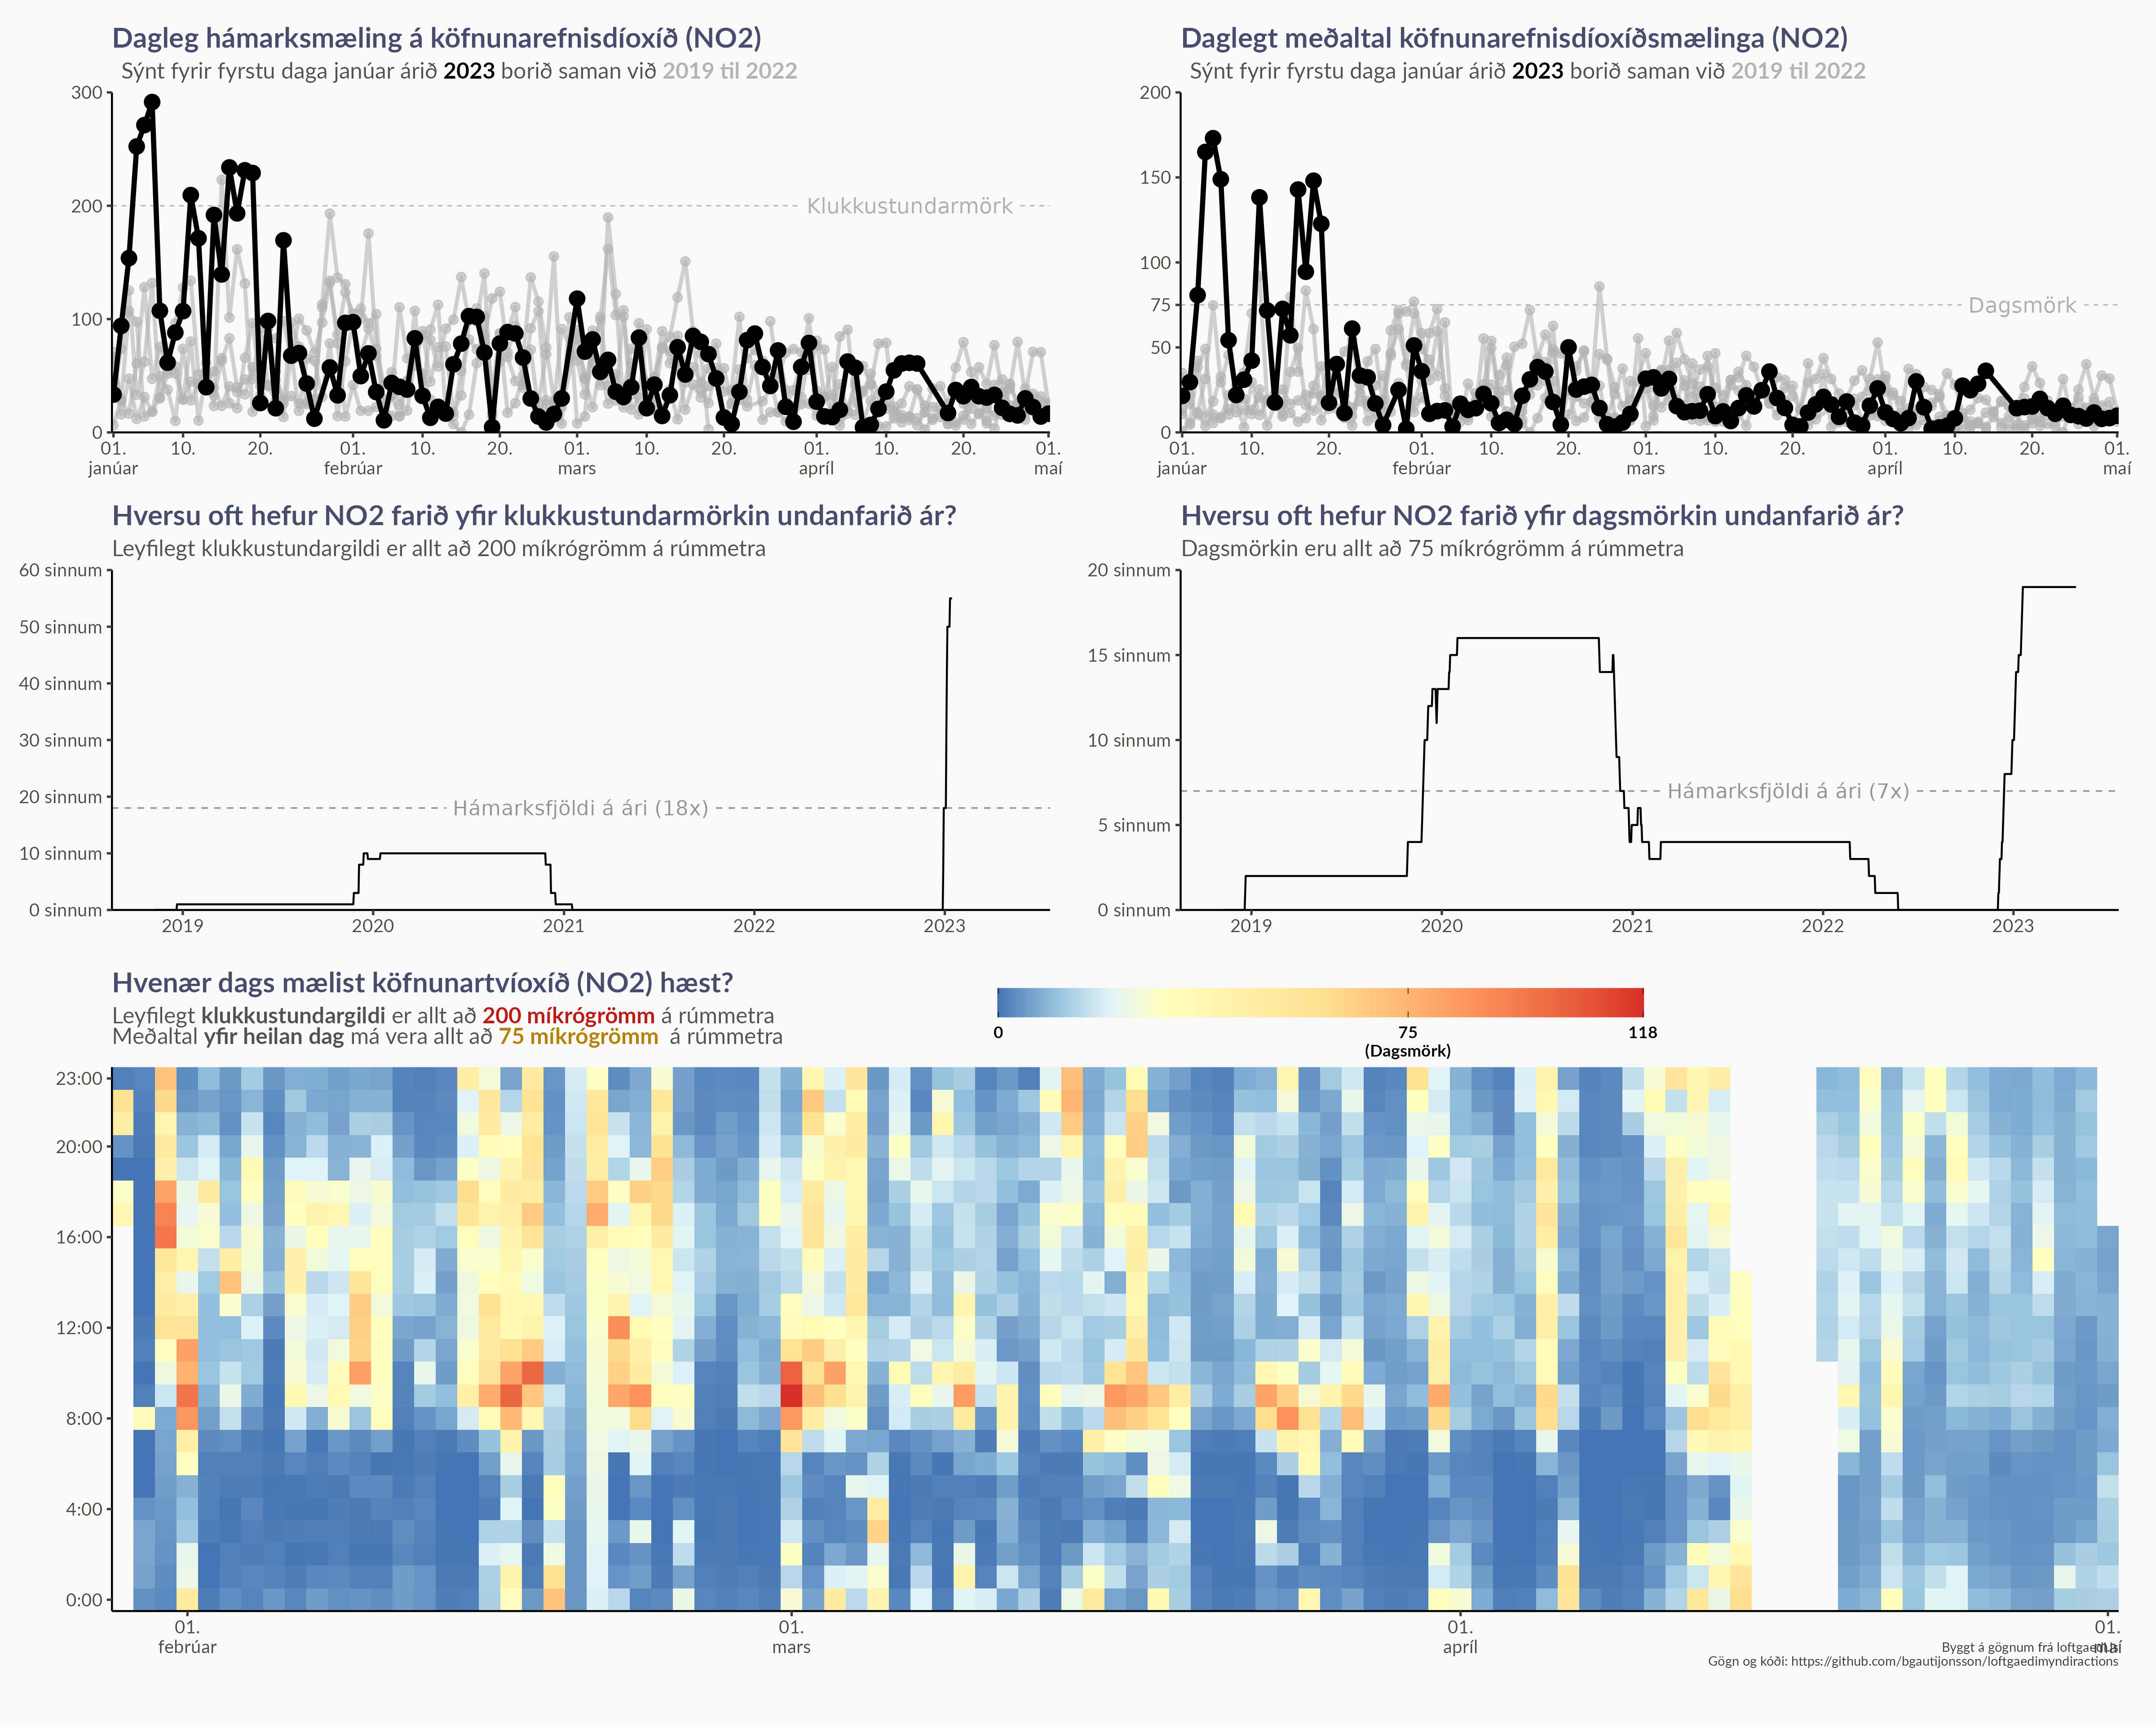 Dagleg hámarksmæling á köfnunarefnisdíoxíð (NO2)
Sýnt fyrir fyrstu daga janúar árið 2023 borið saman við 2019 til 2022
300
200
100
0
Klukkustundarmörk
01. 10. 20. 01. 10. 20. 01. 10. 20. 01. 10. 20. 01.
janúar febrúar mars apríl maí
Daglegt meðaltal köfnunarefnisdíoxíðsmælinga (NO2)
Sýnt fyrir fyrstu daga janúar árið 2023 borið saman við 2019 til 2022
200
150
100
75
50
0
Dagsmörk
01. 10. 20. 01. 10. 20. 01. 10. 20. 01. 10. 20. 01.
janúar febrúar mars apríl maí
Hversu oft hefur NO2 farið yfir klukkustundarmörkin undanfarið ár?
Leyfilegt klukkustundargildi er allt að 200 míkrógrömm á rúmmetra
60 sinnum
50 sinnum
40 sinnum
30 sinnum
20 sinnum
10 sinnum
0 sinnum
Hámarksfjöldi á ári (18x)
2019 2020 2021 2022 2023
Hversu oft hefur NO2 farið yfir dagsmörkin undanfarið ár?
Dagsmörkin eru allt að 75 míkrógrömm á rúmmetra
20 sinnum
15 sinnum
10 sinnum
5 sinnum
0 sinnum
Hámarksfjöldi á ári (7x)
2019 2020 2021 2022 2023
Hvenær dags mælist köfnunartvíoxíð (NO2) hæst?
Leyfilegt klukkustundargildi er allt að 200 míkrógrömm á rúmmetra
Meðaltal yfir heilan dag má vera allt að 75 míkrógrömm á rúmmetra
0 75 118
(Dagsmörk)
23:00
20:00
16:00
12:00
8:00
4:00
0:00
01. 01. 01. 01.
febrúar mars apríl maí
Byggt á gögnum frá loftgaedi.is
Gögn og kóði: https://github.com/bgautijonsson/loftgaedimyndiractions